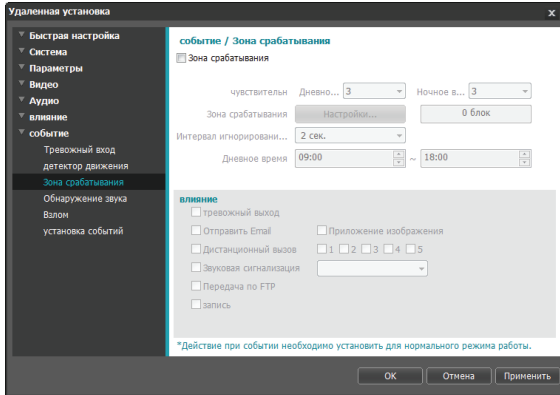 Удаленная установка
x
Быстрая настройка
Система
Параметры
Видео
Аудио
влияние
событие
Тревожный вход
детектор движения
Зона срабатывания
Обнаружение звука
Взлом
установка событий
событие / Зона срабатывания
Зона срабатывания
чувствительн Дневно... 3 Ночное в... 3
Зона срабатывания Настройки... 0 блок
Интервал игнорировани... 2 сек.
Дневное время 09:00 ~ 18:00
влияние
тревожный выход
Отправить Email Приложение изображения
Дистанционный вызов 1 2 3 4 5
Звуковая сигнализация
Передача по FTP
запись
*Действие при событии необходимо установить для нормального режима работы.
OK Отмена Применить